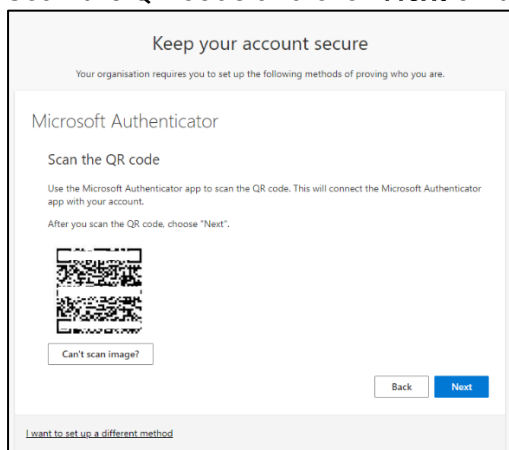 Keep your account secure
Your organisation requires you to set up the following methods of proving who you are.
Microsoft Authenticator
Scan the QR code
Use the Microsoft Authenticator app to scan the QR code. This will connect the Microsoft Authenticator
app with your account.
After you scan the QR code, choose "Next".
Can't scan image?
Back Next
I want to set up a different method